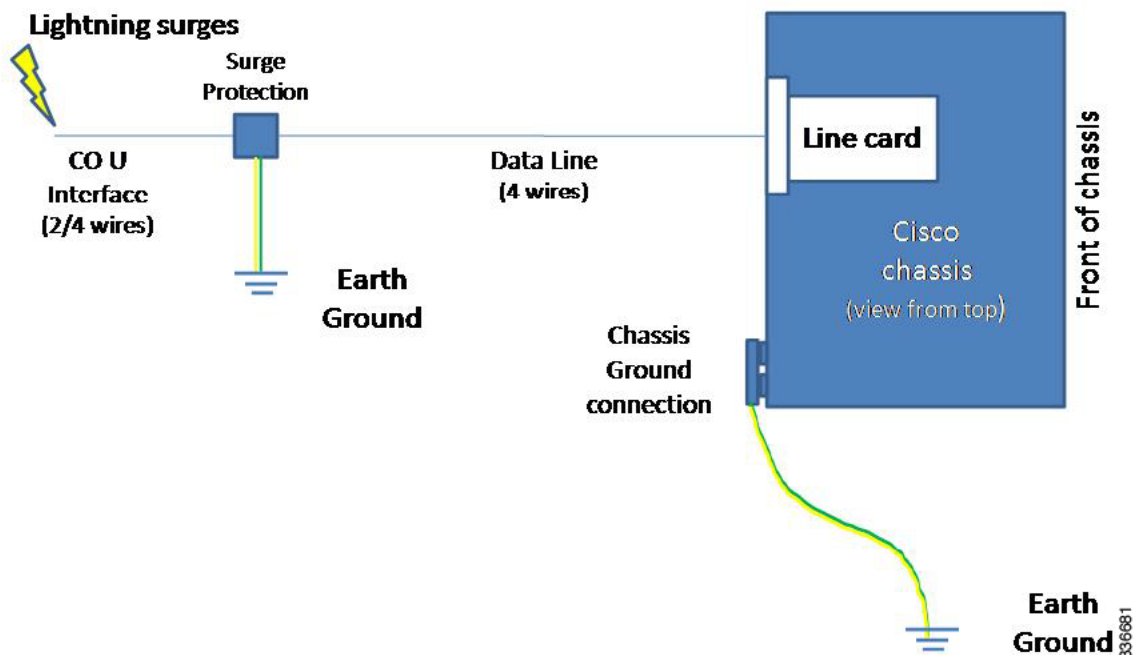 Lightning surges
Surge
Protection
CO U
Interface
(2/4 wires)
Data Line
(4 wires)
Earth
Ground
Line card
Cisco
chassis
(view from top)
Front of chassis
Chassis
Ground
connection
Earth
Ground
336681